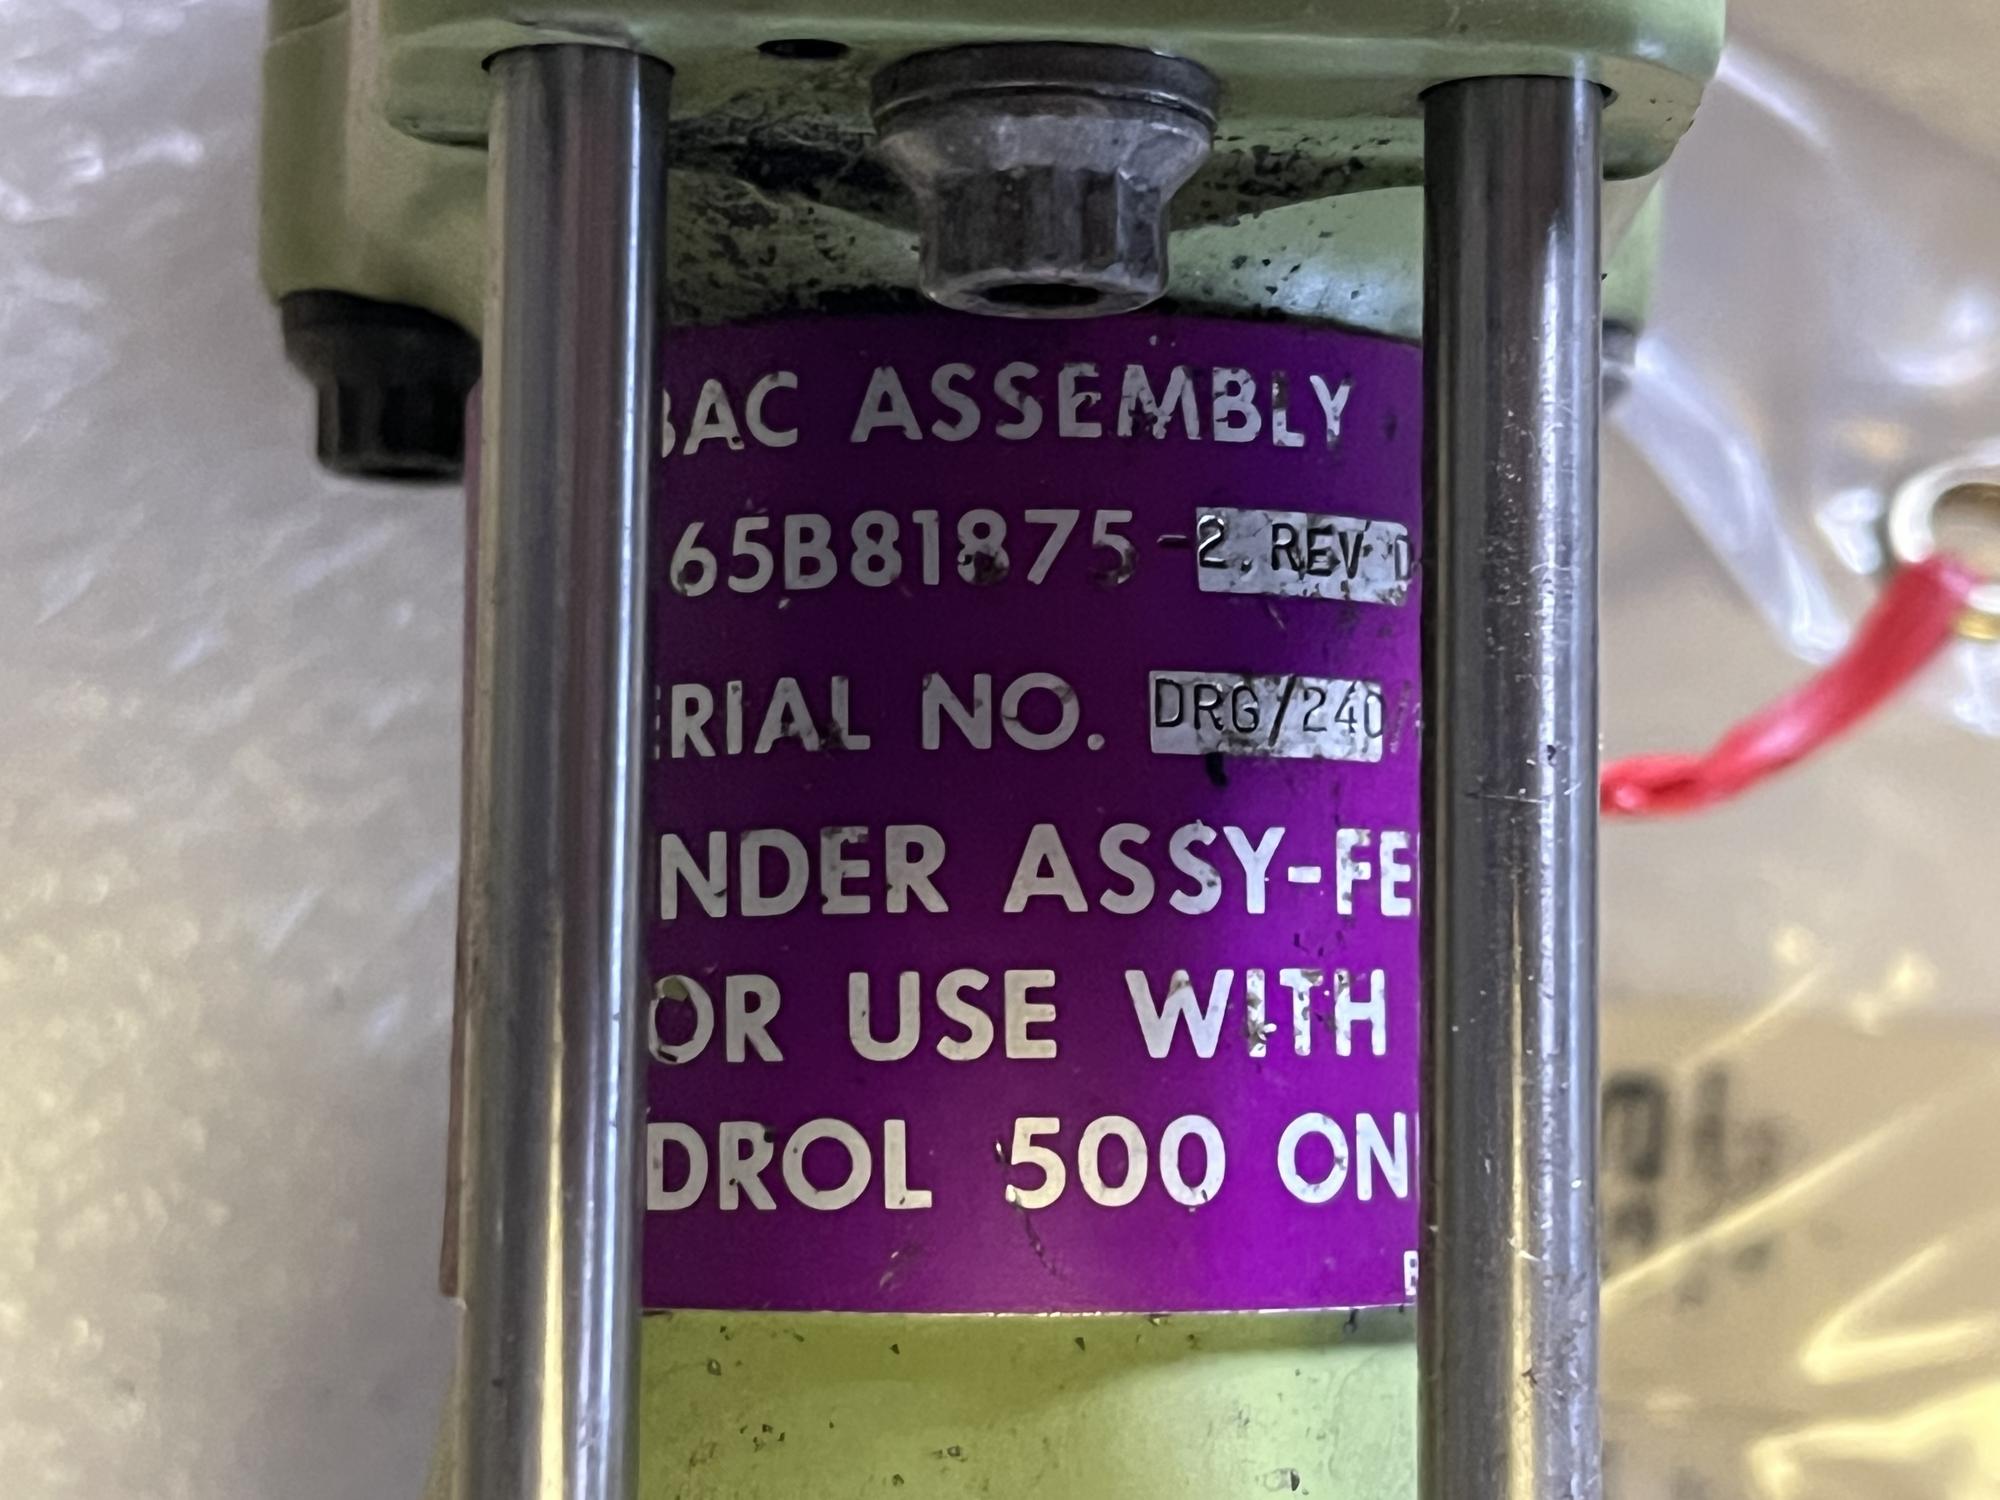 BAC ASSEMBLY
65B81875-2. REV D
ERIAL NO. DRG/240/
NDER ASSY-FE
OR USE WITH
DROL 500 ON